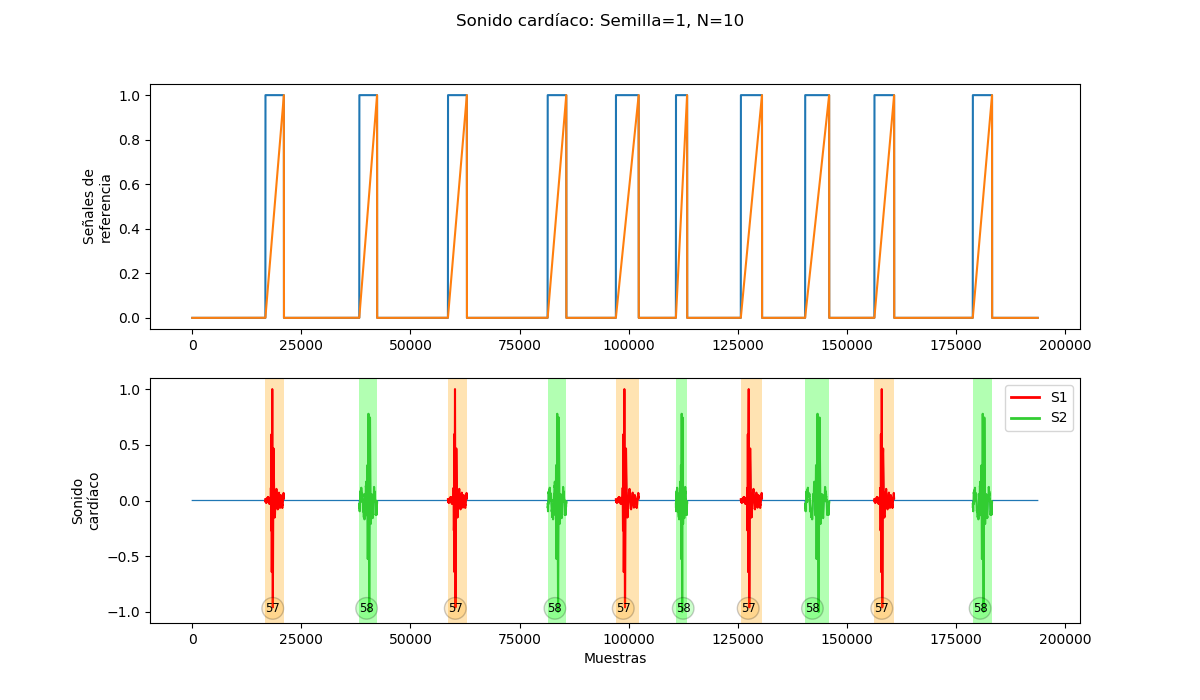 Sonido cardíaco: Semilla=1, N=10
1.0
0.8
0.6
0.4
0.2
0.0
Señales de
referencia
0 25000 50000 75000 100000 125000 150000 175000 200000
1.0
0.5
0.0
−0.5
−1.0
Sonido
cardíaco
S1
S2
57 58 57 58 57 58 57 58 57 58
0 25000 50000 75000 100000 125000 150000 175000 200000
Muestras